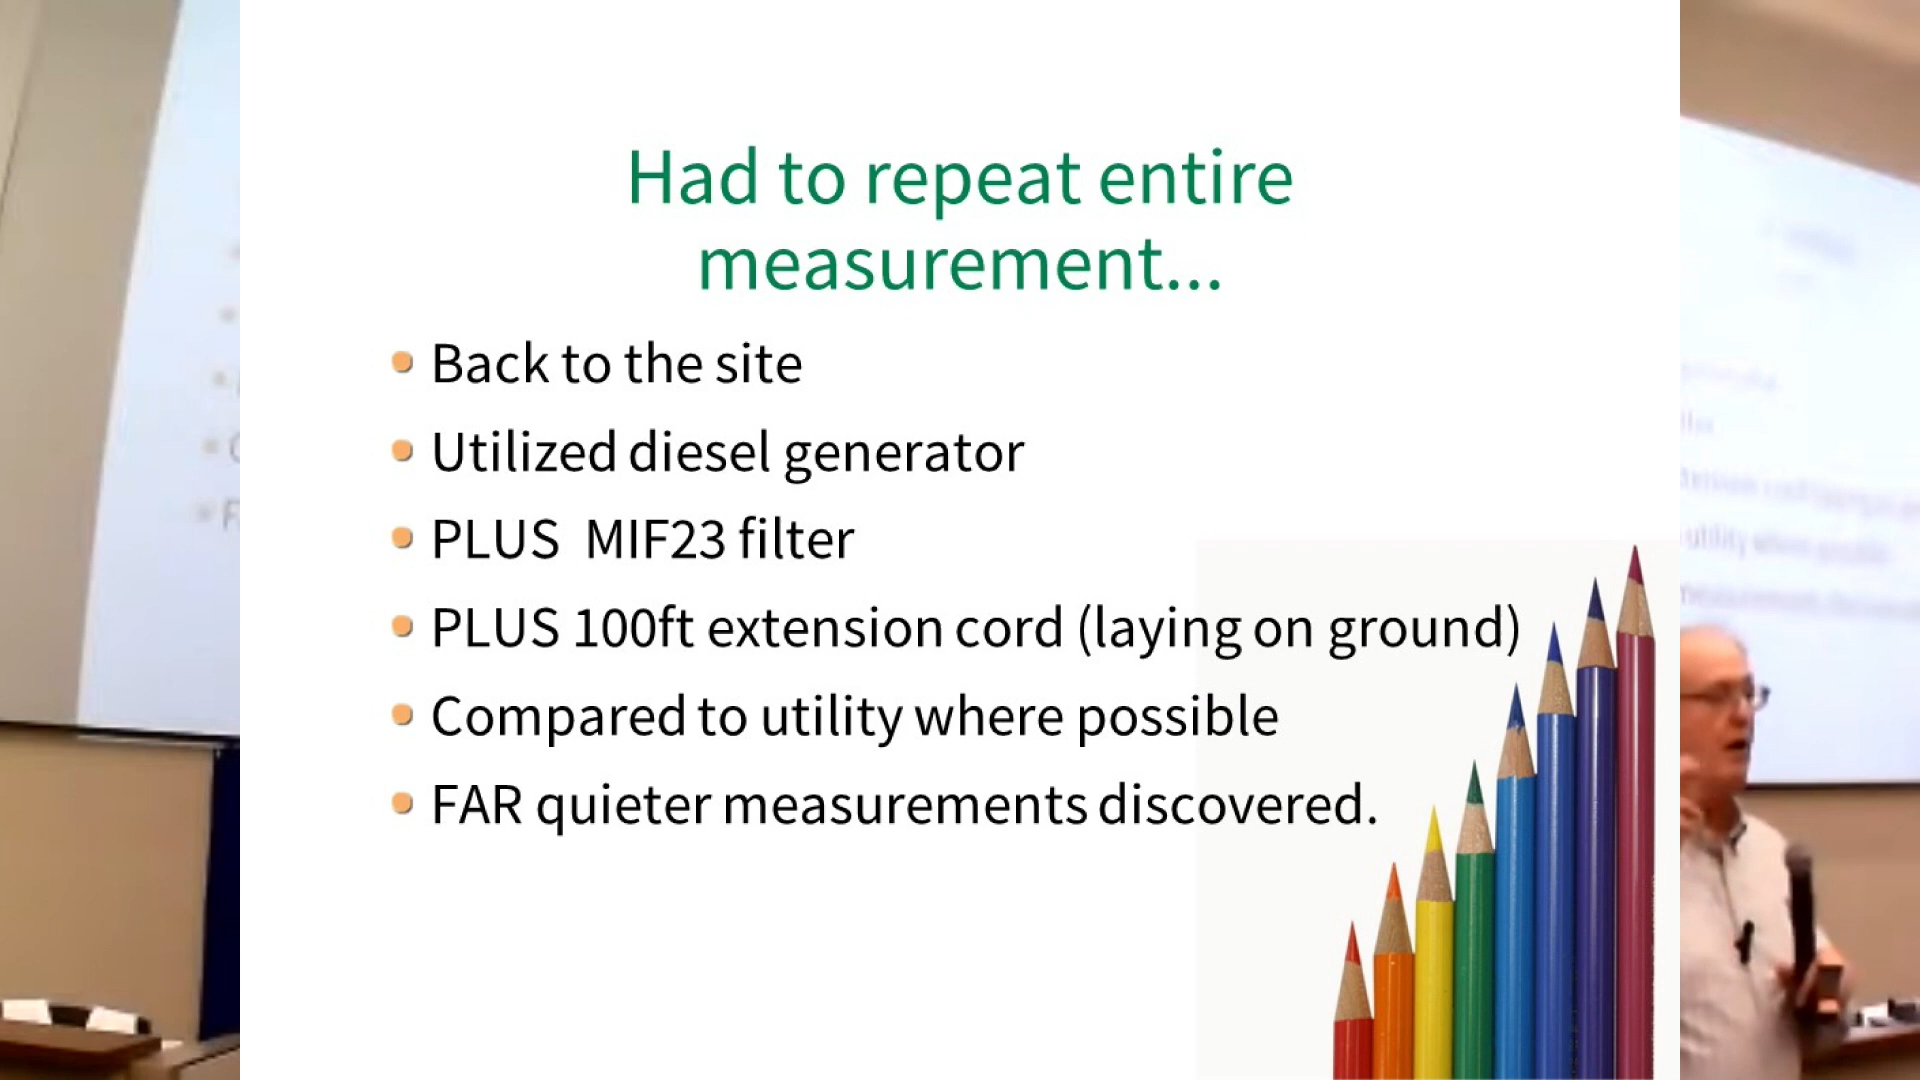 Had to repeat entire
measurement...
Back to the site
Utilized diesel generator
PLUS  MIF23 filter
PLUS 100ft extension cord (laying on ground)
Compared to utility where possible
FAR quieter measurements discovered.